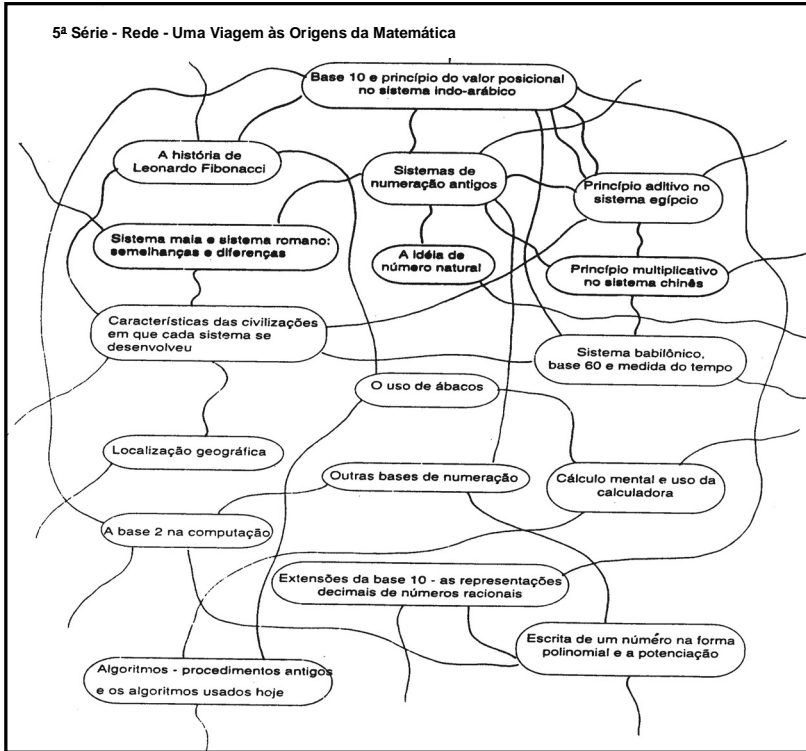 5ª Série - Rede - Uma Viagem às Origens da Matemática
Base 10 e princípio do valor posicional
no sistema indo-arábico
A história de
Leonardo Fibonacci
Sistemas de
numeração antigos
Princípio aditivo no
sistema egípcio
Sistema maia e sistema romano:
semelhanças e diferenças
A idéia de
número natural
Princípio multiplicativo
no sistema chinês
Características das civilizações
em que cada sistema se
desenvolveu
Sistema babilônico,
base 60 e medida do tempo
O uso de ábacos
Localização geográfica
Outras bases de numeração
Cálculo mental e uso da
calculadora
A base 2 na computação
Extensões da base 10 - as representações
decimais de números racionais
Escrita de um número na forma
polinomial e a potenciação
Algoritmos - procedimentos antigos
e os algoritmos usados hoje